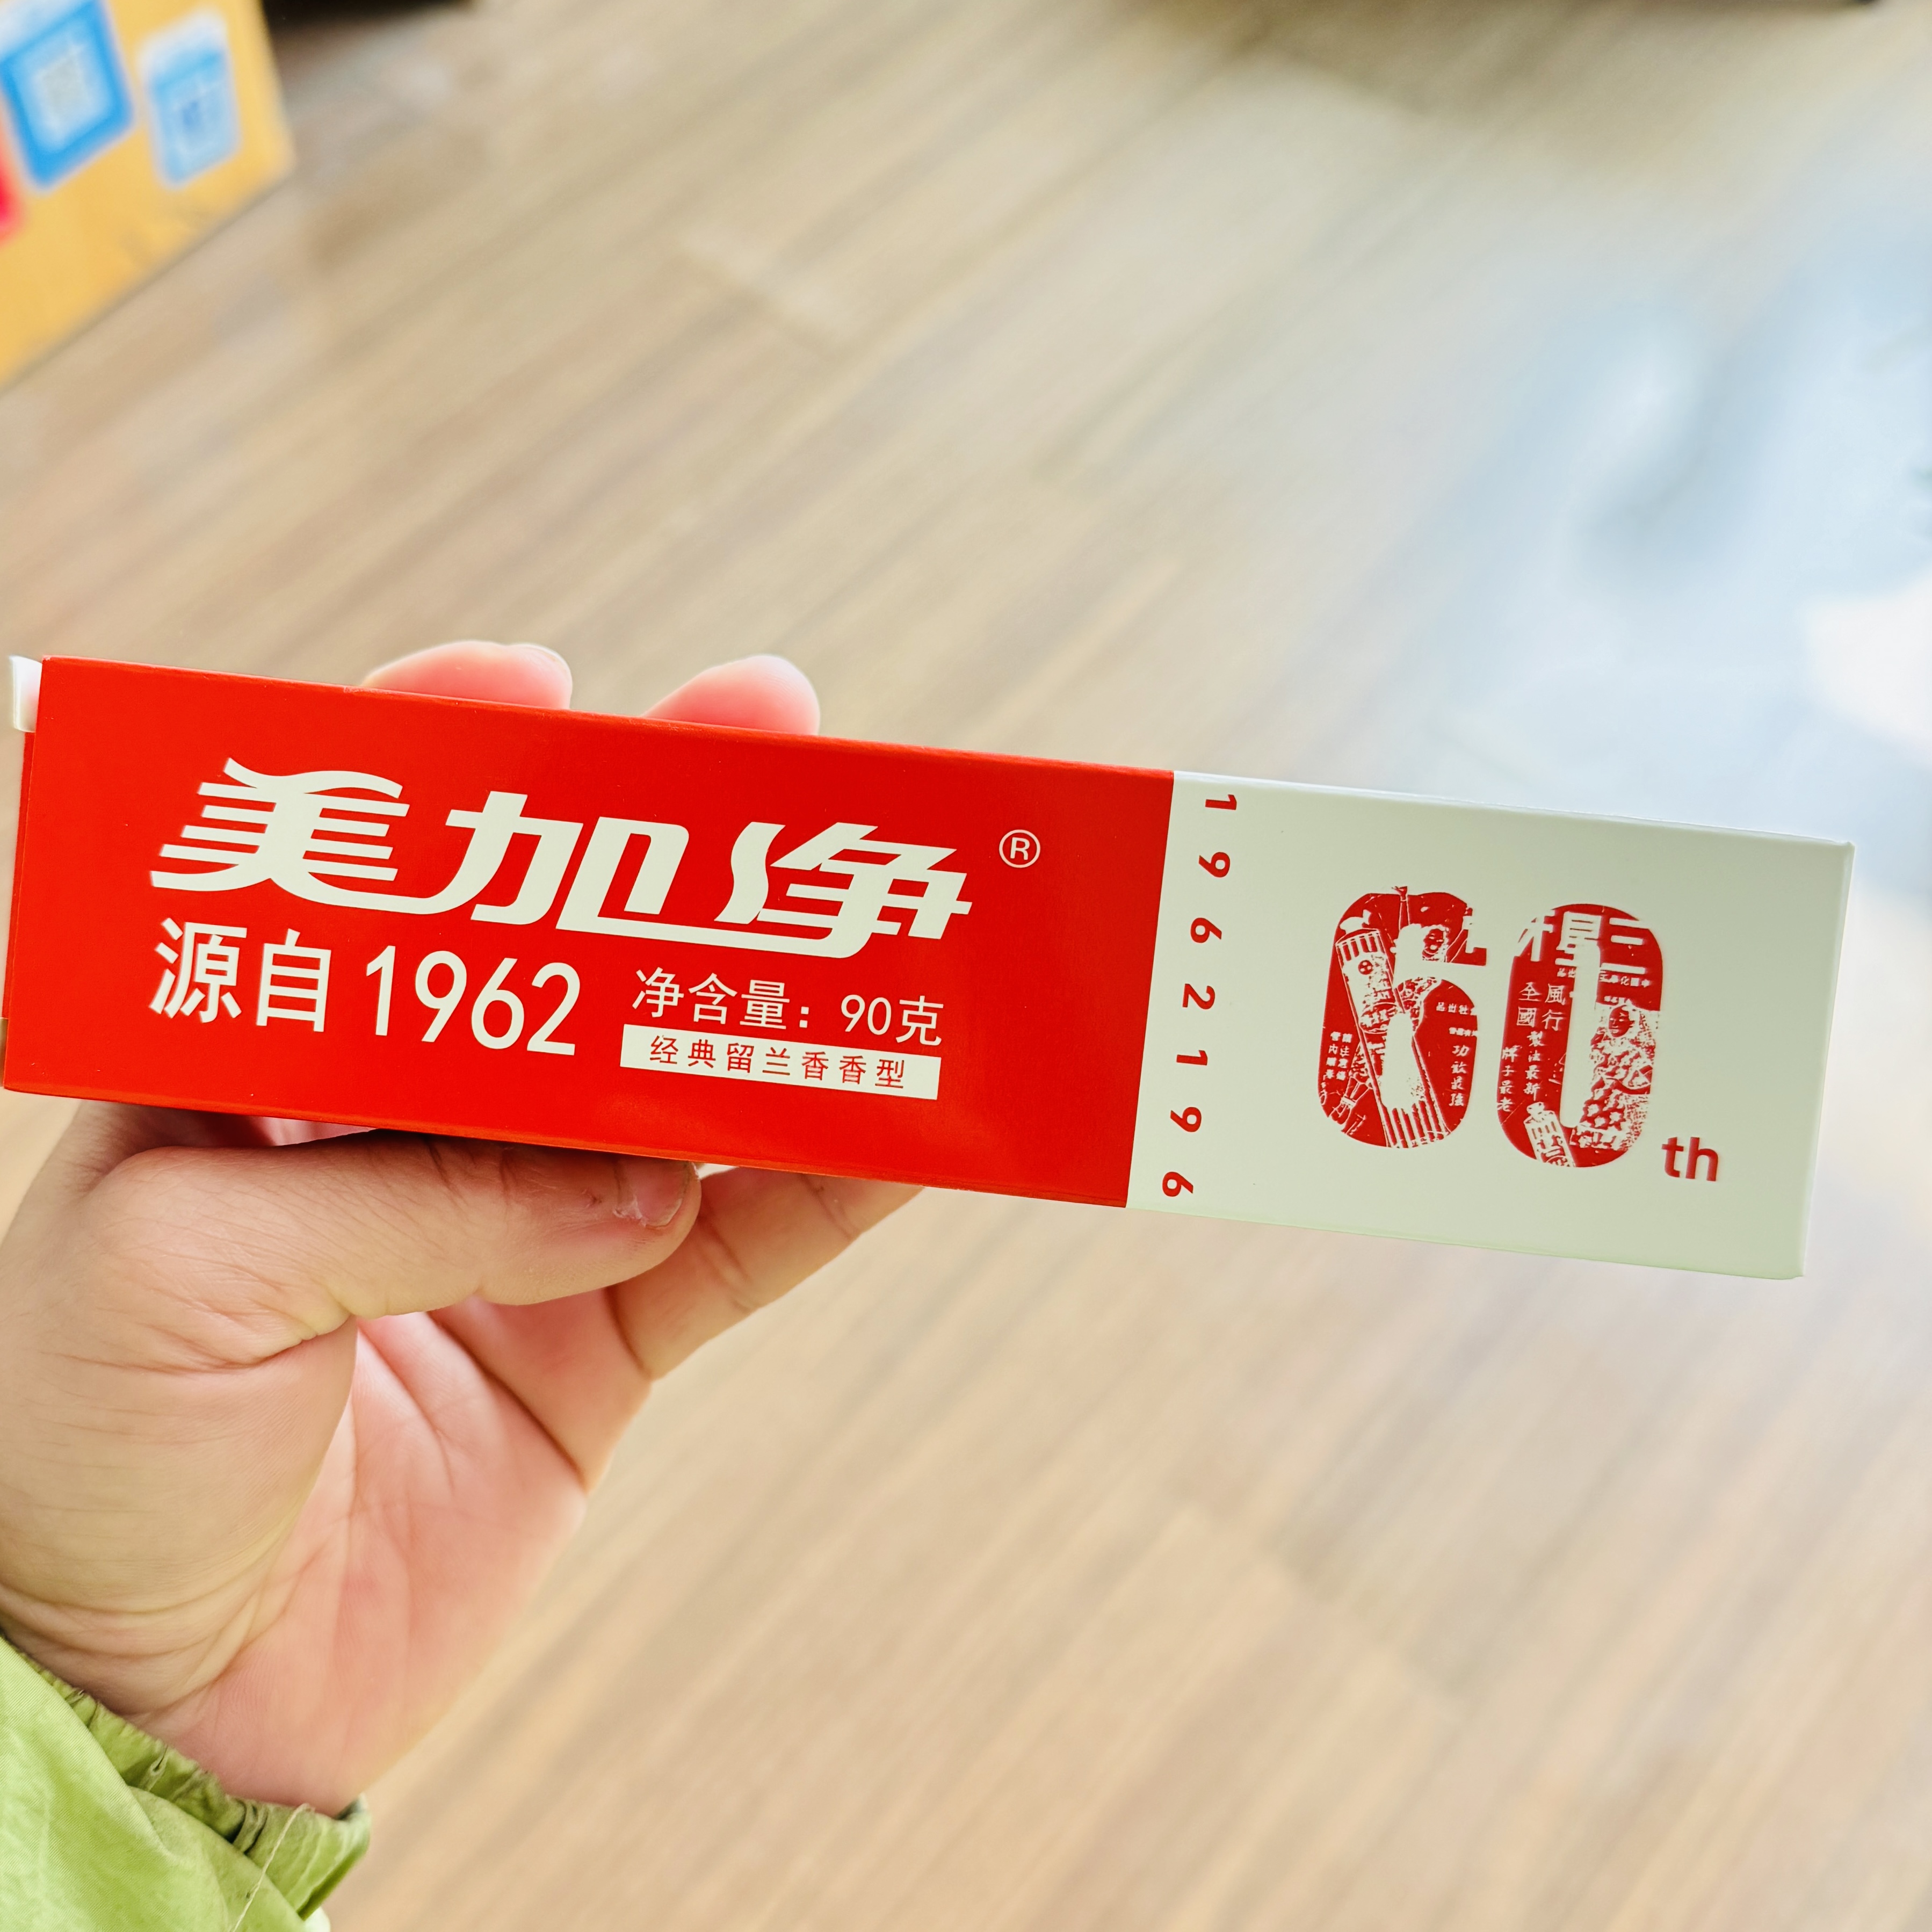 美加净®
源自1962
净含量：90克
经典留兰香香型
1962196
60th
三星
全國
風行
製法最新
牌子最老
功效最強